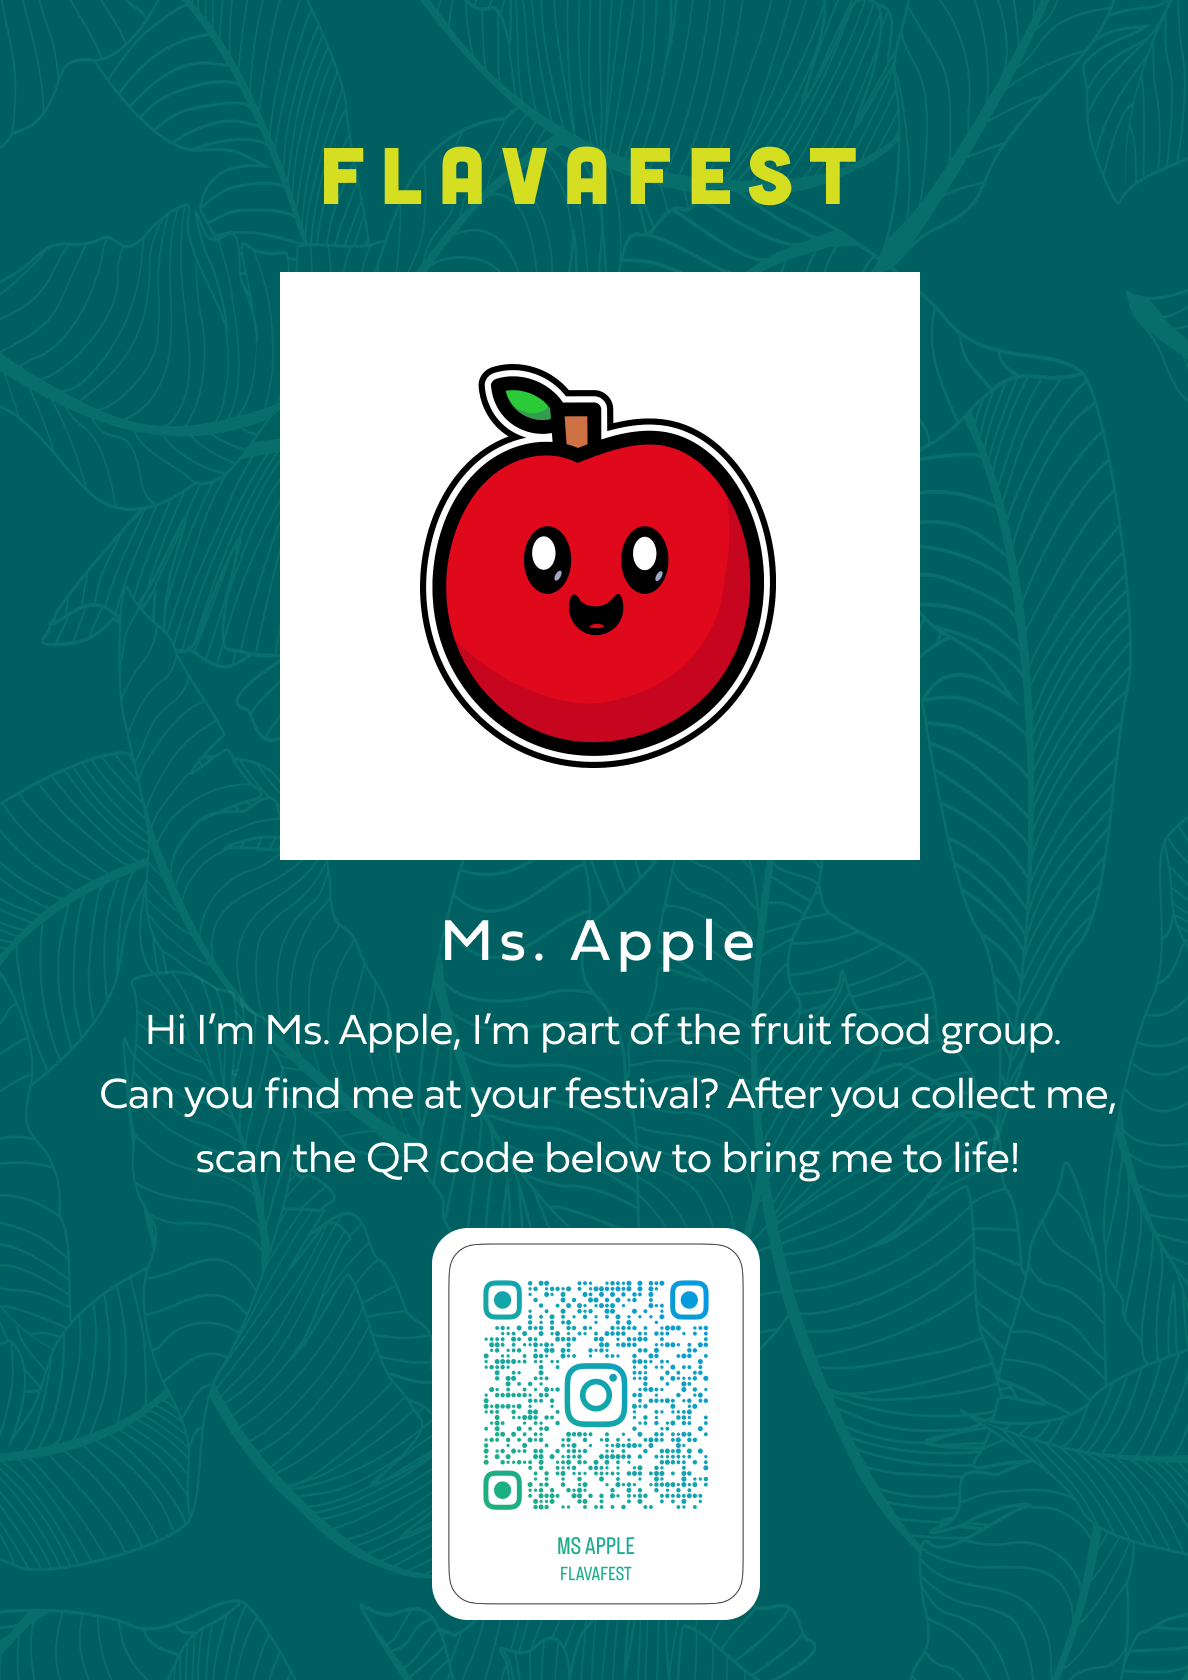 FLAVAFEST
Ms. Apple
Hi I'm Ms. Apple, I'm part of the fruit food group.
Can you find me at your festival? After you collect me,
scan the QR code below to bring me to life!
MS APPLE
FLAVAFEST